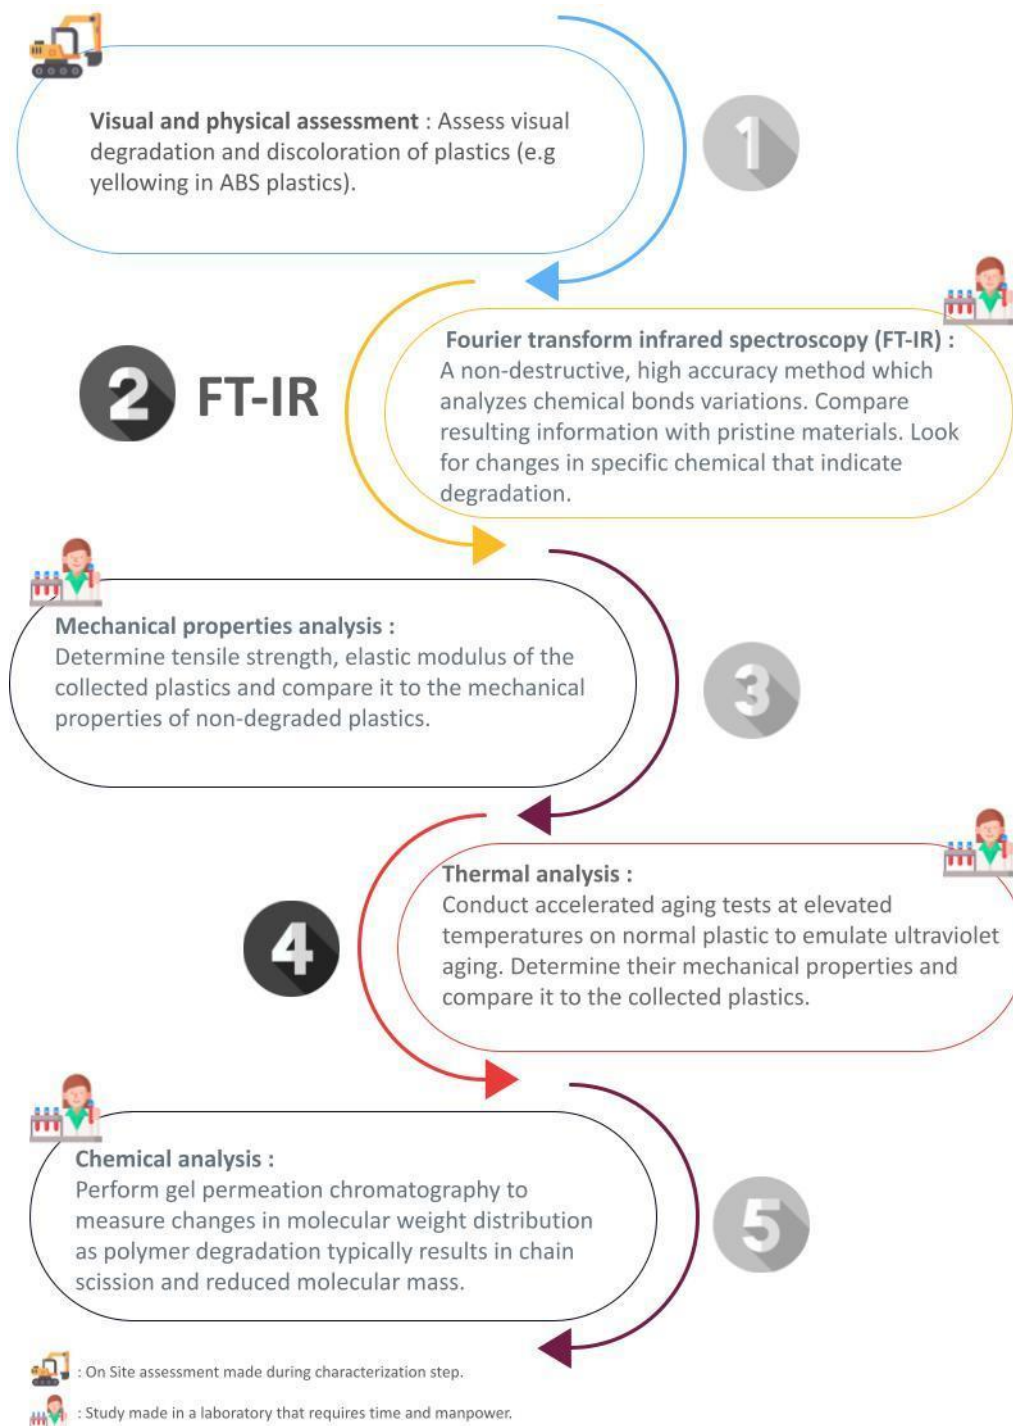 Visual and physical assessment : Assess visual
degradation and discoloration of plastics (e.g
yellowing in ABS plastics).
1
Fourier transform infrared spectroscopy (FT-IR) :
A non-destructive, high accuracy method which
analyzes chemical bonds variations. Compare
resulting information with pristine materials. Look
for changes in specific chemical that indicate
degradation.
2 FT-IR
Mechanical properties analysis :
Determine tensile strength, elastic modulus of the
collected plastics and compare it to the mechanical
properties of non-degraded plastics.
3
Thermal analysis :
Conduct accelerated aging tests at elevated
temperatures on normal plastic to emulate ultraviolet
aging. Determine their mechanical properties and
compare it to the collected plastics.
4
Chemical analysis :
Perform gel permeation chromatography to
measure changes in molecular weight distribution
as polymer degradation typically results in chain
scission and reduced molecular mass.
5
: On Site assessment made during characterization step.
: Study made in a laboratory that requires time and manpower.